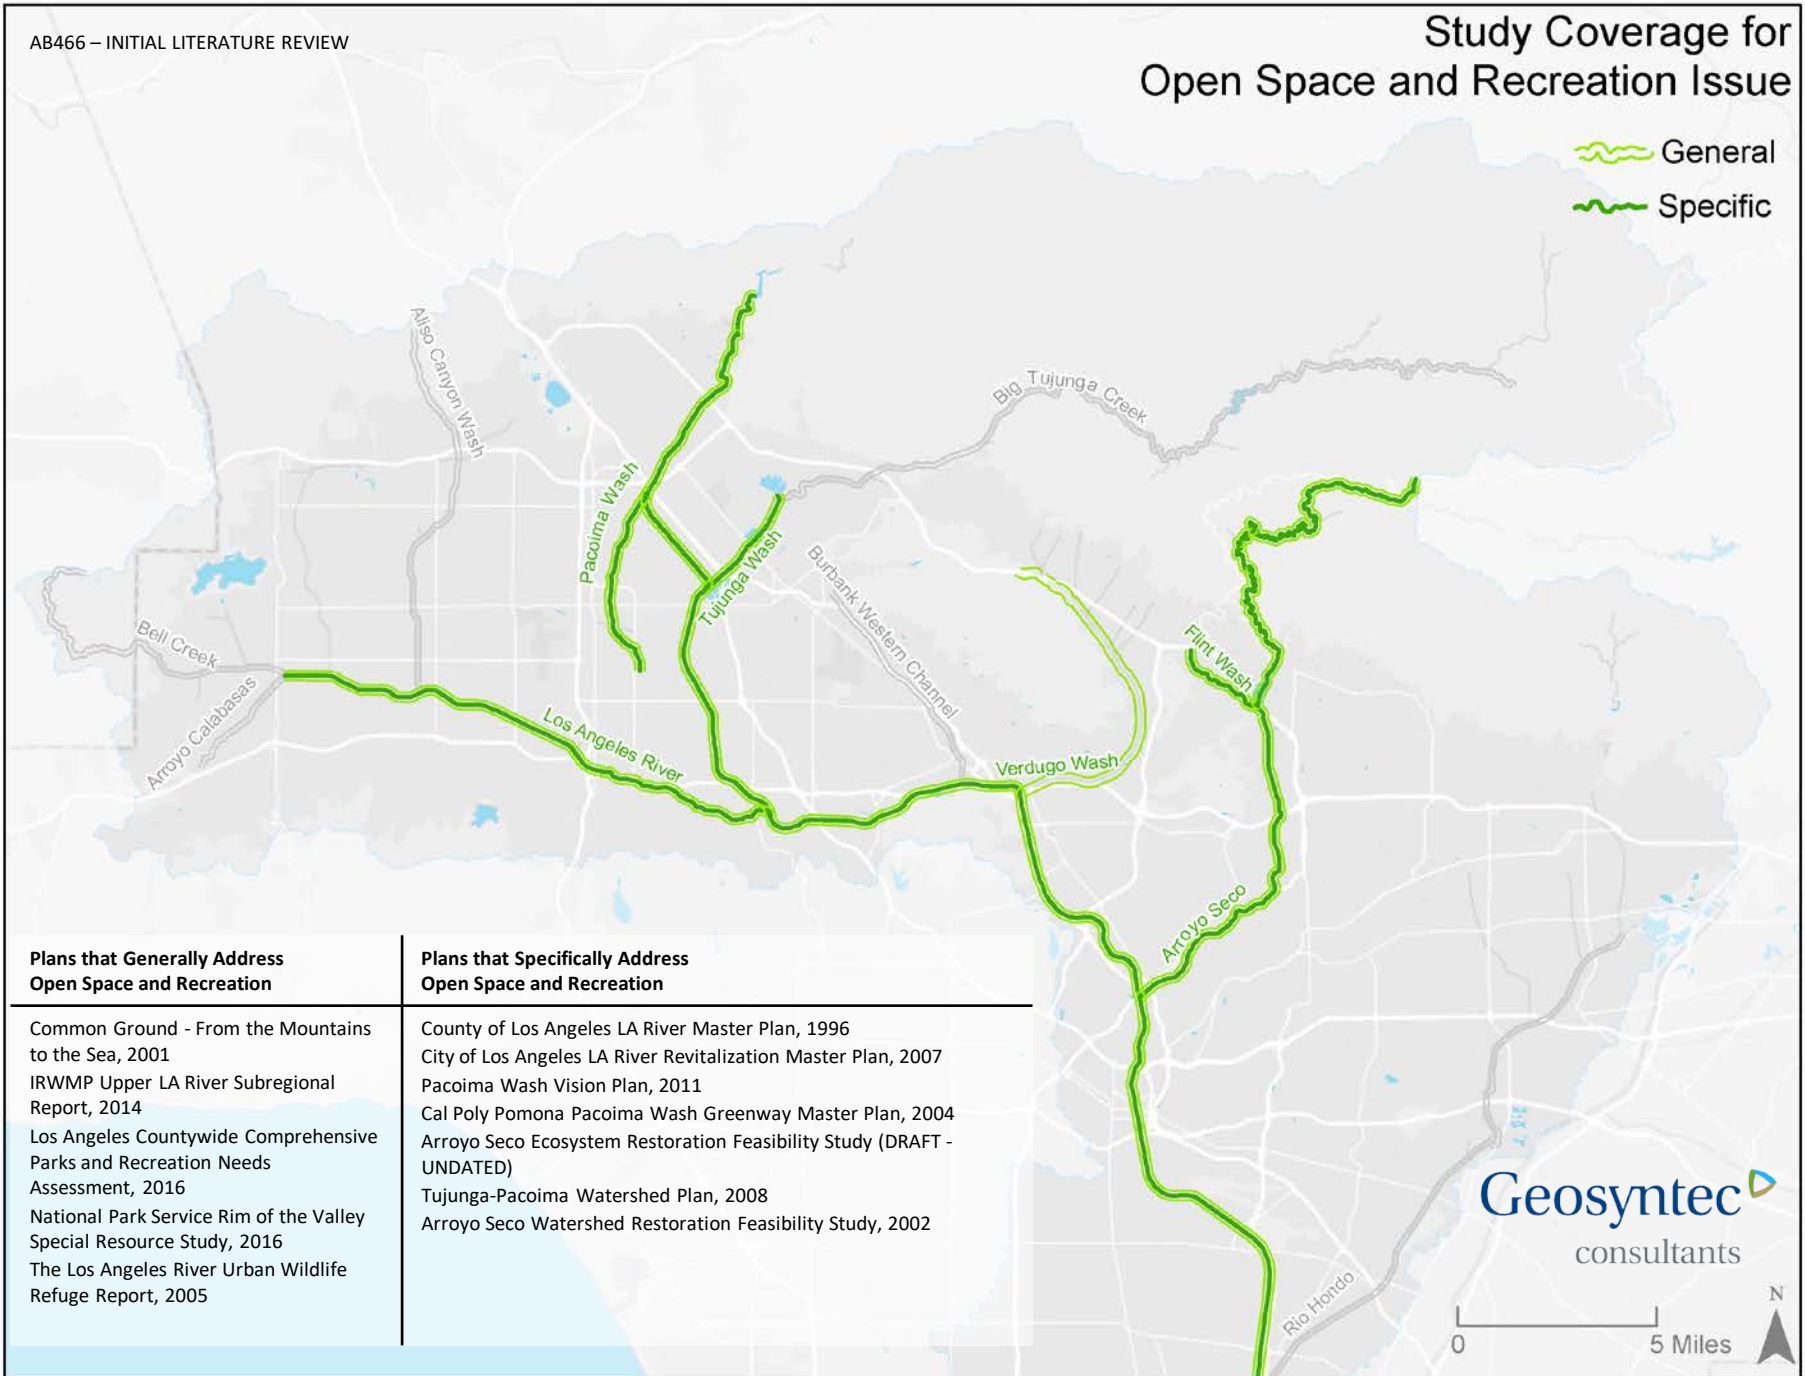 AB466 – INITIAL LITERATURE REVIEW
Study Coverage for
Open Space and Recreation Issue
General
Specific
Aliso Canyon Wash
Big Tujunga Creek
Pacoima Wash
Tujunga Wash
Burbank Western Channel
Flint Wash
Bell Creek
Arroyo Calabasas
Los Angeles River
Verdugo Wash
Arroyo Seco
Rio Hondo
Plans that Generally Address
Open Space and Recreation
Common Ground - From the Mountains
to the Sea, 2001
IRWMP Upper LA River Subregional
Report, 2014
Los Angeles Countywide Comprehensive
Parks and Recreation Needs
Assessment, 2016
National Park Service Rim of the Valley
Special Resource Study, 2016
The Los Angeles River Urban Wildlife
Refuge Report, 2005
Plans that Specifically Address
Open Space and Recreation
County of Los Angeles LA River Master Plan, 1996
City of Los Angeles LA River Revitalization Master Plan, 2007
Pacoima Wash Vision Plan, 2011
Cal Poly Pomona Pacoima Wash Greenway Master Plan, 2004
Arroyo Seco Ecosystem Restoration Feasibility Study (DRAFT -
UNDATED)
Tujunga-Pacoima Watershed Plan, 2008
Arroyo Seco Watershed Restoration Feasibility Study, 2002
Geosyntec
consultants
N
0 5 Miles